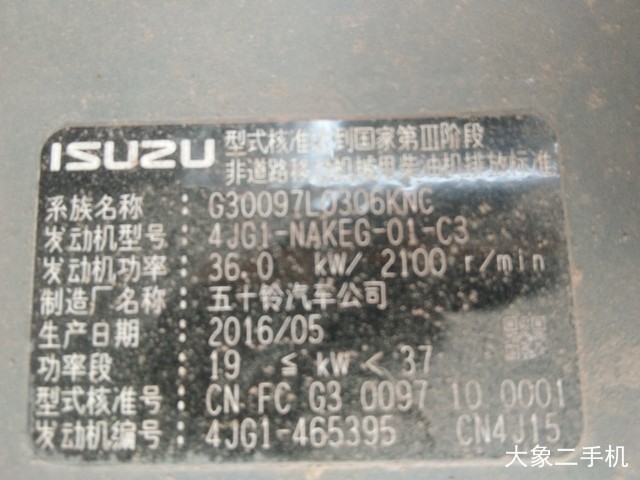 ISUZU 型式核准 到国家第III阶段
非道路移 机械用柴油机排放标准
系族名称 : G30097LJ306KNC
发动机型号: 4JG1-NAKEG-01-C3
发动机功率: 36.0 kW/ 2100 r/min
制造厂名称: 五十铃汽车公司
生产日期 : 2016/05
功率段 : 19 ≤ kW < 37
型式核准号: CN FC G3 0097 10 0001
发动机编号: 4JG1-465395 CN4J15
大象二手机